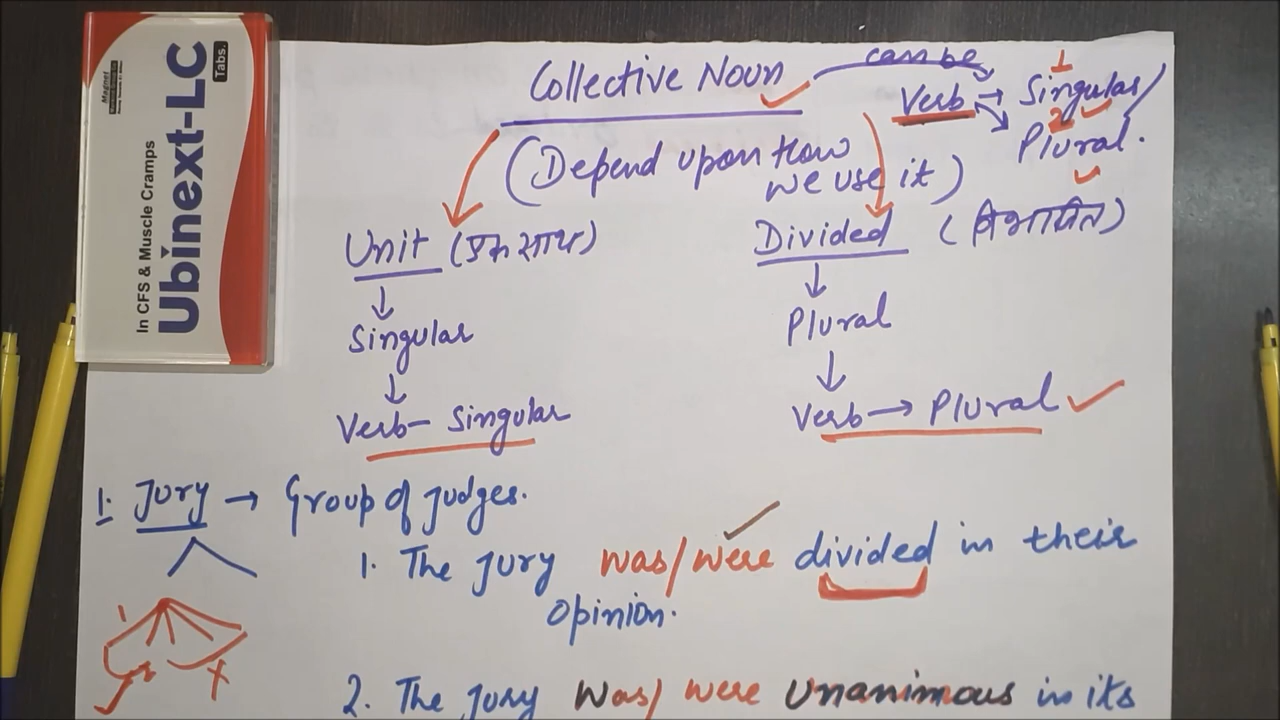 Ubinext-LC
Tabs.
In CFS & Muscle Cramps
Magnet
Collective Noun can be
Verb → Singular/
Plural.
1
2
(Depend upon How
we use it)
Unit (एक साथ)
Divided (विभाजित)
Singular
Plural
Verb- Singular
Verb → Plural
1. Jury → Group of judges.
1. The jury was/were divided in their
opinion.
2. The jury was/ were Unanimous in its